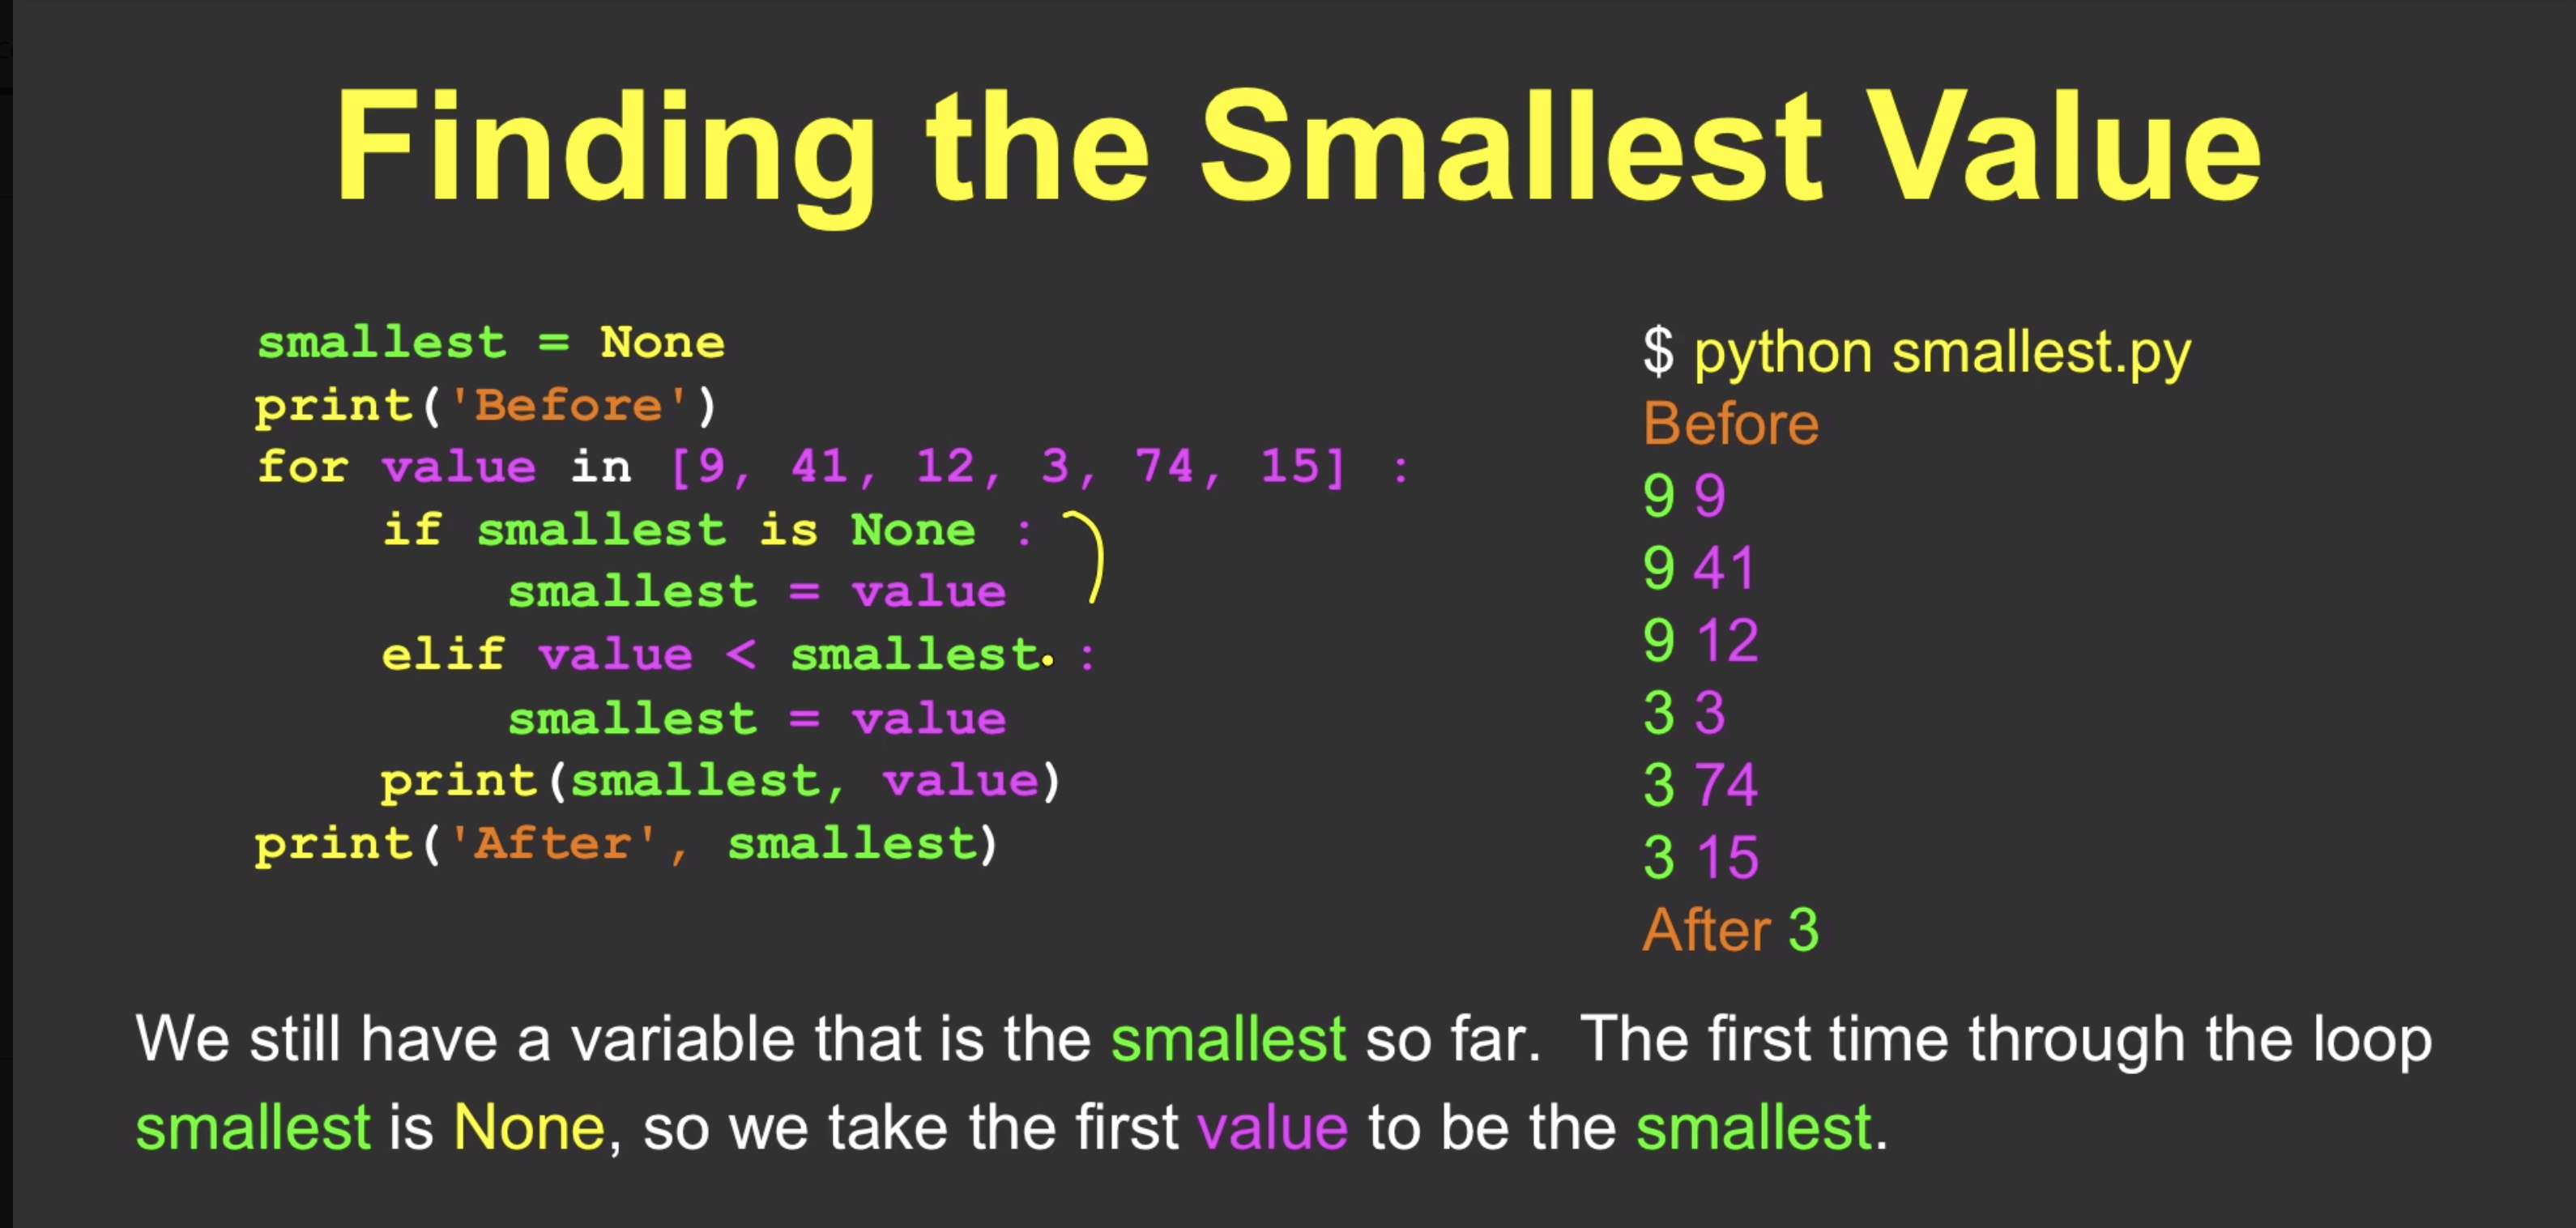 Finding the Smallest Value
smallest = None
print('Before')
for value in [9, 41, 12, 3, 74, 15] :
    if smallest is None :
        smallest = value
    elif value < smallest :
        smallest = value
    print(smallest, value)
print('After', smallest)
$ python smallest.py
Before
9 9
9 41
9 12
3 3
3 74
3 15
After 3
We still have a variable that is the smallest so far.  The first time through the loop
smallest is None, so we take the first value to be the smallest.